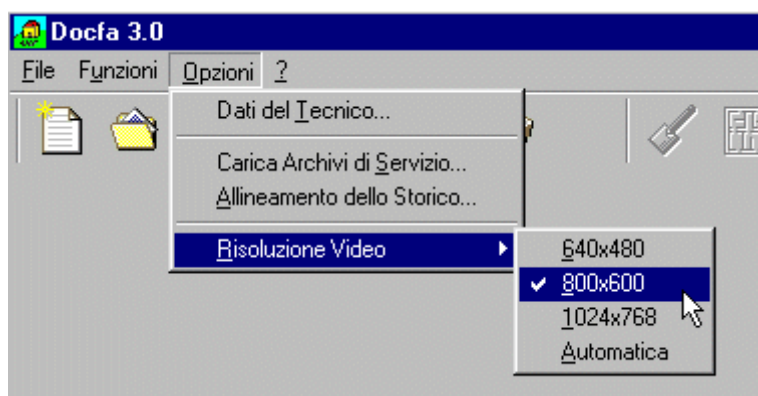 Docfa 3.0
File Funzioni Opzioni ?
Dati del Tecnico...
Carica Archivi di Servizio...
Allineamento dello Storico...
Risoluzione Video
640x480
800x600
1024x768
Automatica